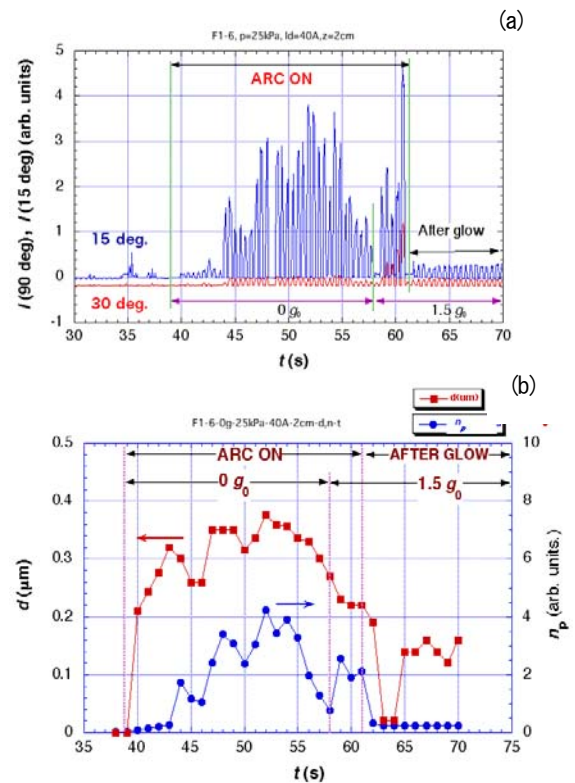 (a)
F1-6, p=25kPa, Id=40A,z=2cm
5
4
3
2
1
0
-1
I (90 deg), I (15 deg) (arb. units)
ARC ON
15 deg.
30 deg.
After glow
0 g₀
1.5 g₀
30 35 40 45 50 55 60 65 70
t (s)
(b)
d(um)
nₚ
F1-6-0g-25kPa-40A-2cm-d,n-t
0.5
0.4
0.3
0.2
0.1
0
d (µm)
ARC ON
AFTER GLOW
0 g₀
1.5 g₀
10
8
6
4
2
0
nₚ (arb. units.)
35 40 45 50 55 60 65 70 75
t (s)